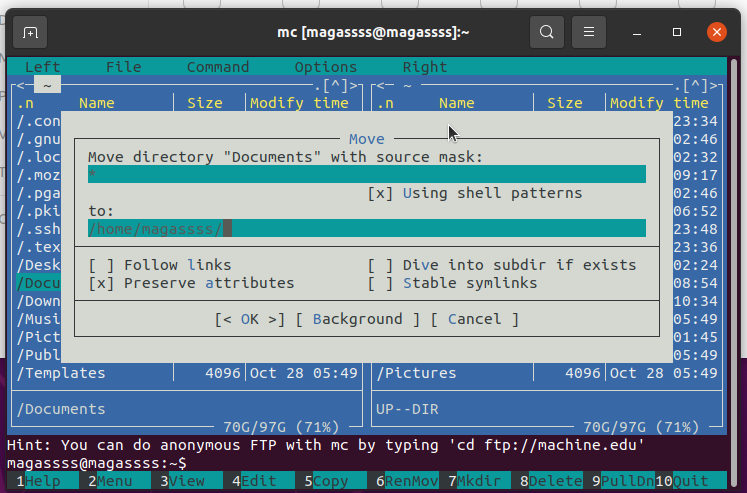 mc [magassss@magassss]:~
Left File Command Options Right
<─ ~ ─.[^]> <─ ~ ─.[^]>
.n Name Size Modify time .n Name Size Modify time
/.con 23:34
/.gnu 02:46
/.loc 02:32
/.moz 09:17
/.pga 02:46
/.pki 06:52
/.ssh 23:48
/.tex 23:36
/Desk 02:24
/Docu 08:54
/Down 10:34
/Musi 05:49
/Pict 01:45
/Publ 05:49
Move
Move directory "Documents" with source mask:
*
[x] Using shell patterns
to:
/home/magassss/
[ ] Follow links [ ] Dive into subdir if exists
[x] Preserve attributes [ ] Stable symlinks
[< OK >] [ Background ] [ Cancel ]
/Templates 4096 Oct 28 05:49 /Pictures 4096 Oct 28 05:49
/Documents UP--DIR
70G/97G (71%) 70G/97G (71%)
Hint: You can do anonymous FTP with mc by typing 'cd ftp://machine.edu'
magassss@magassss:~$
1Help 2Menu 3View 4Edit 5Copy 6RenMov 7Mkdir 8Delete 9PullDn 10Quit